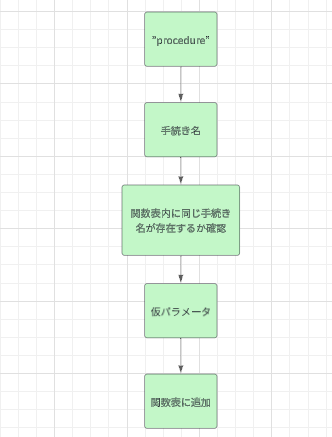 ”procedure”
手続き名
関数表内に同じ手続き
名が存在するか確認
仮パラメータ
関数表に追加